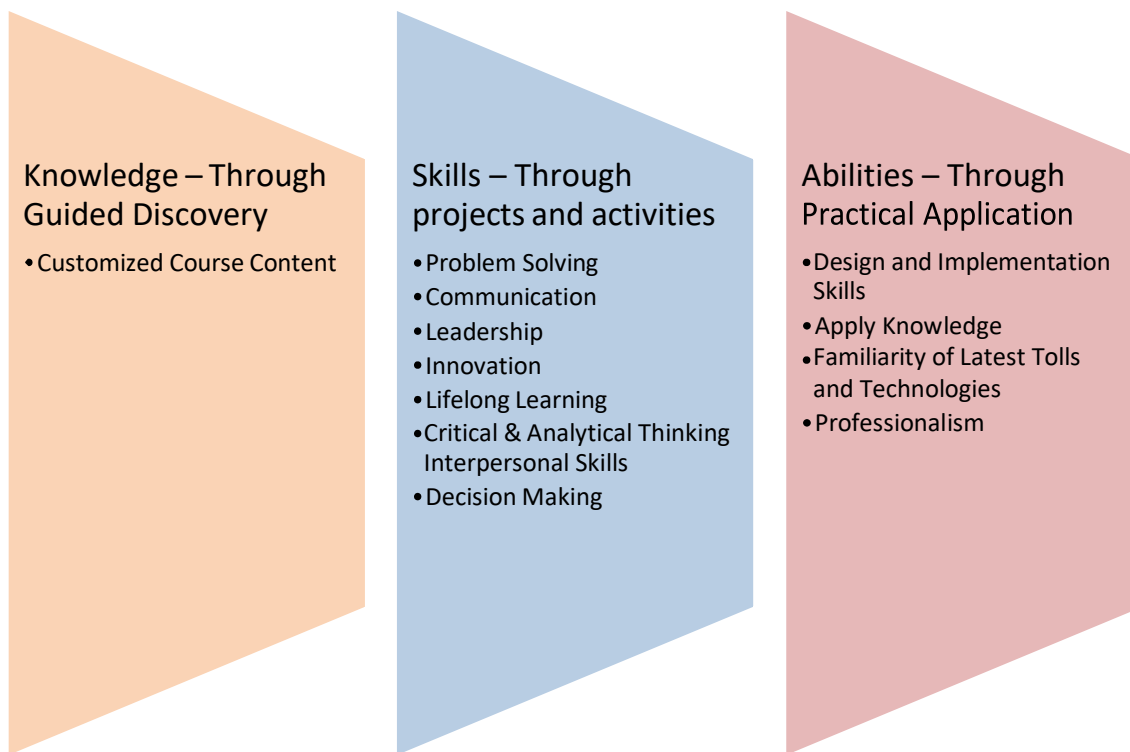 Knowledge – Through
Guided Discovery
•Customized Course Content
Skills – Through
projects and activities
•Problem Solving
•Communication
•Leadership
•Innovation
•Lifelong Learning
•Critical & Analytical Thinking
Interpersonal Skills
•Decision Making
Abilities – Through
Practical Application
•Design and Implementation
Skills
•Apply Knowledge
•Familiarity of Latest Tolls
and Technologies
•Professionalism